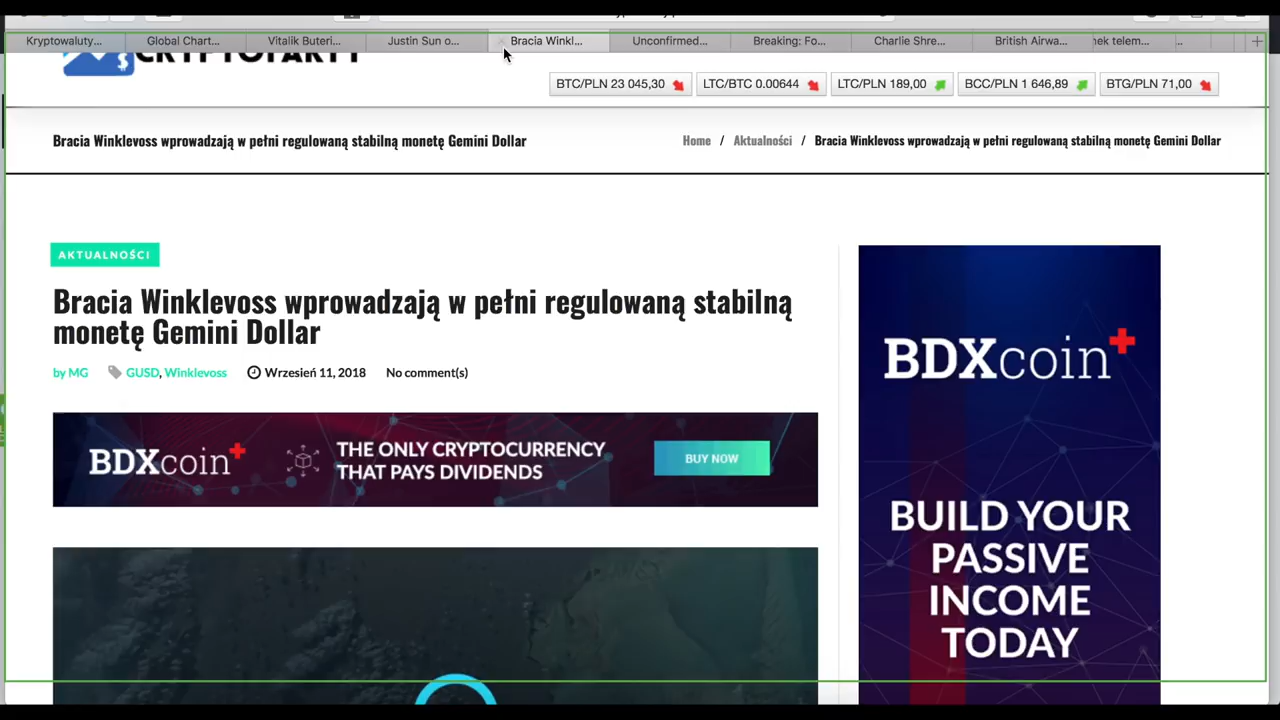 Kryptowaluty... Global Chart... Vitalik Buteri... Justin Sun o... Bracia Winkl... Unconfirmed... Breaking: Fo... Charlie Shre... British Airwa... nek telem... ..
CRYPTOPARTY
BTC/PLN 23 045,30 LTC/BTC 0.00644 LTC/PLN 189,00 BCC/PLN 1 646,89 BTG/PLN 71,00
Bracia Winklevoss wprowadzają w pełni regulowaną stabilną monetę Gemini Dollar
Home / Aktualności / Bracia Winklevoss wprowadzają w pełni regulowaną stabilną monetę Gemini Dollar
AKTUALNOŚCI
Bracia Winklevoss wprowadzają w pełni regulowaną stabilną
monetę Gemini Dollar
by MG GUSD, Winklevoss Wrzesień 11, 2018 No comment(s)
BDXcoin+
THE ONLY CRYPTOCURRENCY
THAT PAYS DIVIDENDS
BUY NOW
BDXcoin+
BUILD YOUR
PASSIVE
INCOME
TODAY